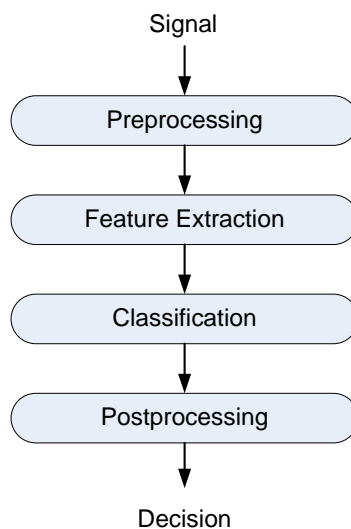 Signal
Preprocessing
Feature Extraction
Classification
Postprocessing
Decision